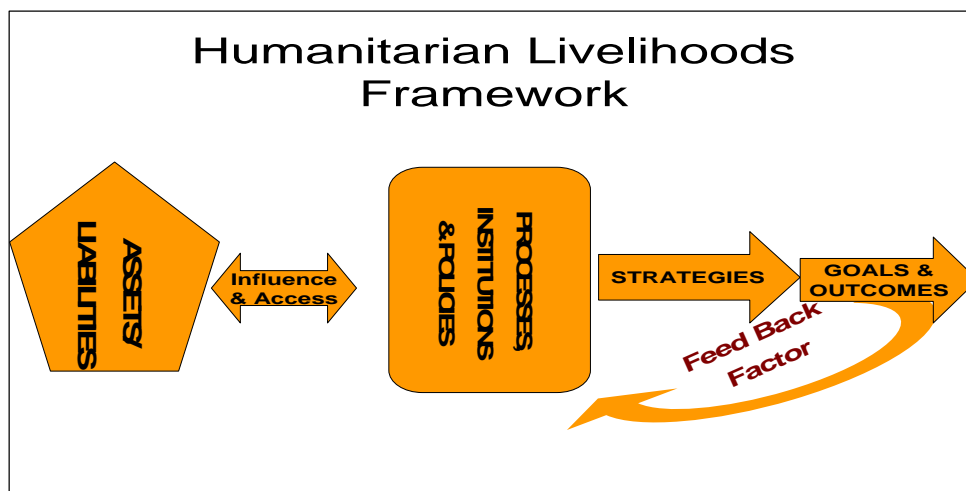 Humanitarian Livelihoods
Framework
ASSETS/
LIABILITIES
Influence
& Access
PROCESSES,
INSTITUTIONS
& POLICIES
STRATEGIES
GOALS &
OUTCOMES
Feed Back
Factor